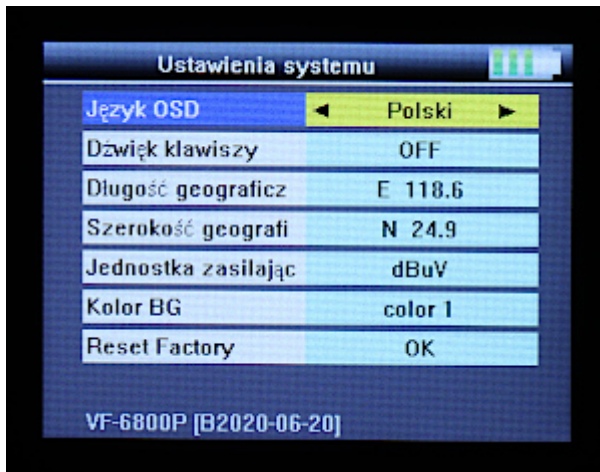 Ustawienia systemu
Język OSD ◄ Polski ►
Dźwięk klawiszy OFF
Długość geograficz E 118.6
Szerokość geografi N 24.9
Jednostka zasilając dBuV
Kolor BG color 1
Reset Factory OK
VF-6800P [B2020-06-20]